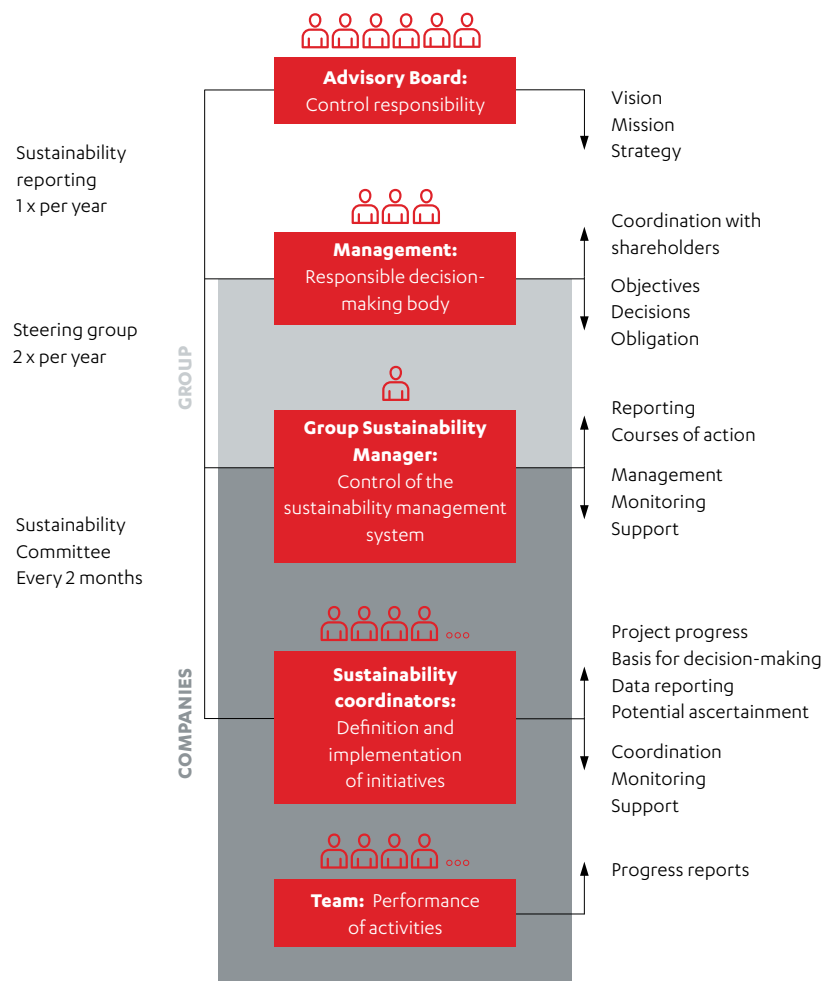 Advisory Board:
Control responsibility
Vision
Mission
Strategy
Sustainability
reporting
1 x per year
Management:
Responsible decision-
making body
Coordination with
shareholders
Objectives
Decisions
Obligation
Steering group
2 x per year
GROUP
Group Sustainability
Manager:
Control of the
sustainability management
system
Reporting
Courses of action
Management
Monitoring
Support
Sustainability
Committee
Every 2 months
COMPANIES
Sustainability
coordinators:
Definition and
implementation
of initiatives
Project progress
Basis for decision-making
Data reporting
Potential ascertainment
Coordination
Monitoring
Support
Team: Performance
of activities
Progress reports